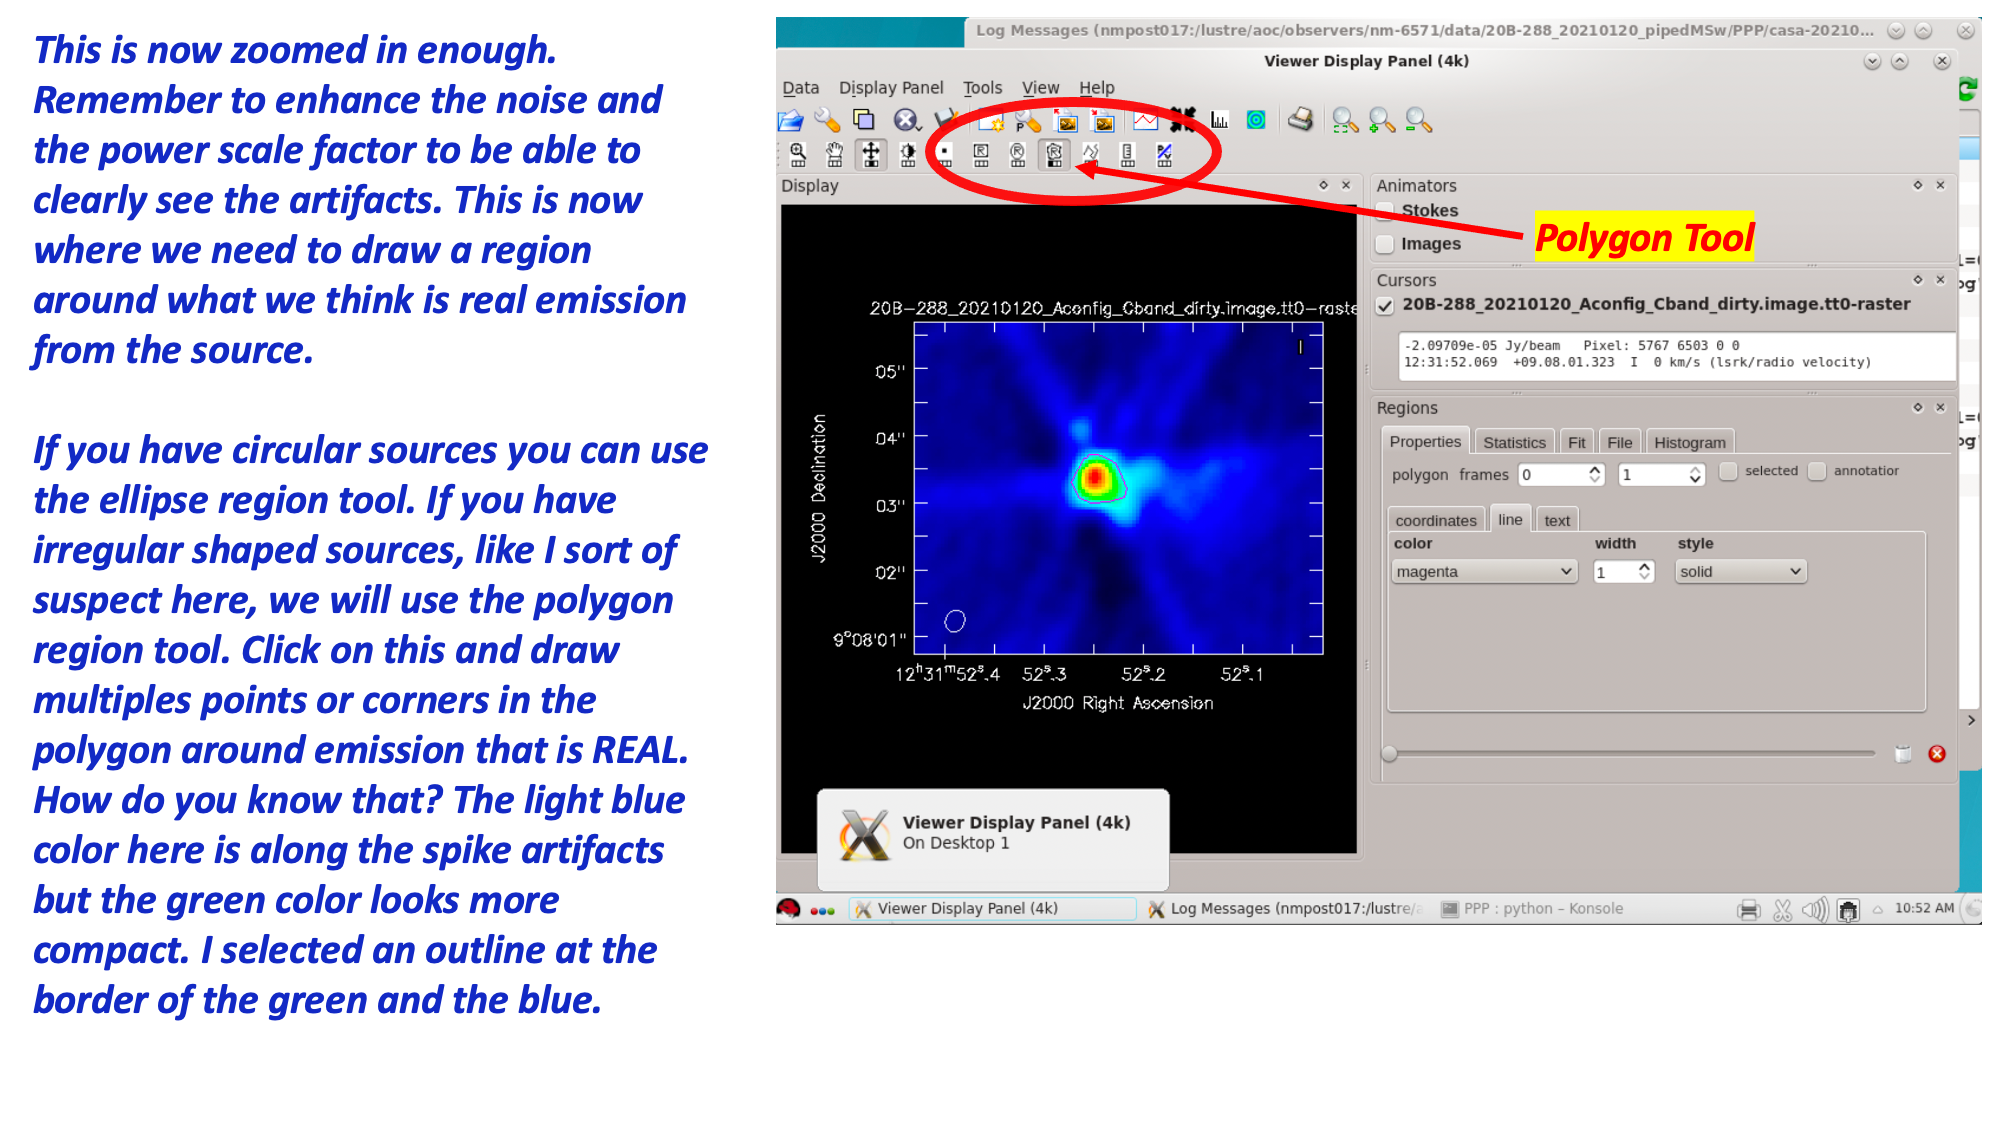 This is now zoomed in enough.
Remember to enhance the noise and
the power scale factor to be able to
clearly see the artifacts. This is now
where we need to draw a region
around what we think is real emission
from the source.
If you have circular sources you can use
the ellipse region tool. If you have
irregular shaped sources, like I sort of
suspect here, we will use the polygon
region tool. Click on this and draw
multiples points or corners in the
polygon around emission that is REAL.
How do you know that? The light blue
color here is along the spike artifacts
but the green color looks more
compact. I selected an outline at the
border of the green and the blue.
Log Messages (nmpost017:/lustre/aoc/observers/nm-6571/data/20B-288_20210120_pipedMSw/PPP/casa-20210...
Viewer Display Panel (4k)
Data Display Panel Tools View Help
Display
Animators
Stokes
Images
Polygon Tool
Cursors
20B-288_20210120_Aconfig_Cband_dirty.image.tt0-raster
-2.09709e-05 Jy/beam Pixel: 5767 6503 0 0
12:31:52.069 +09.08.01.323 I 0 km/s (lsrk/radio velocity)
Regions
Properties Statistics Fit File Histogram
polygon frames 0 1 selected annotatior
coordinates line text
color width style
magenta 1 solid
20B-288_20210120_Aconfig_Cband_dirty.image.tt0-raste
I
05"
04"
03"
02"
9°08'01"
J2000 Declination
12ʰ31ᵐ52ˢ.4 52ˢ.3 52ˢ.2 52ˢ.1
J2000 Right Ascension
Viewer Display Panel (4k)
On Desktop 1
Viewer Display Panel (4k) Log Messages (nmpost017:/lustre/a PPP : python – Konsole 10:52 AM